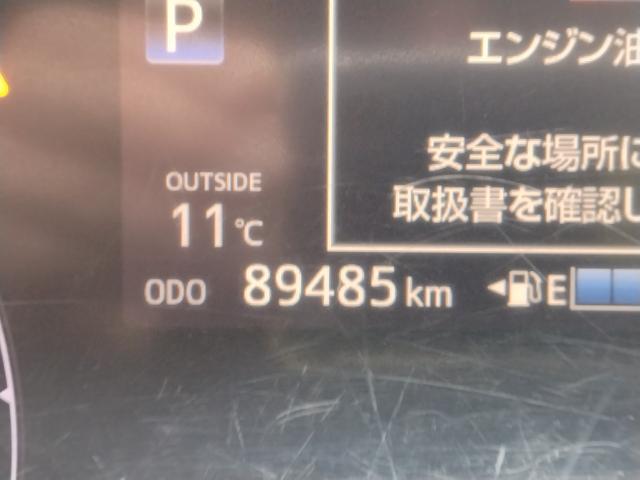 P
エンジン油
安全な場所に
取扱書を確認し
OUTSIDE
11℃
ODO 89485 km
E